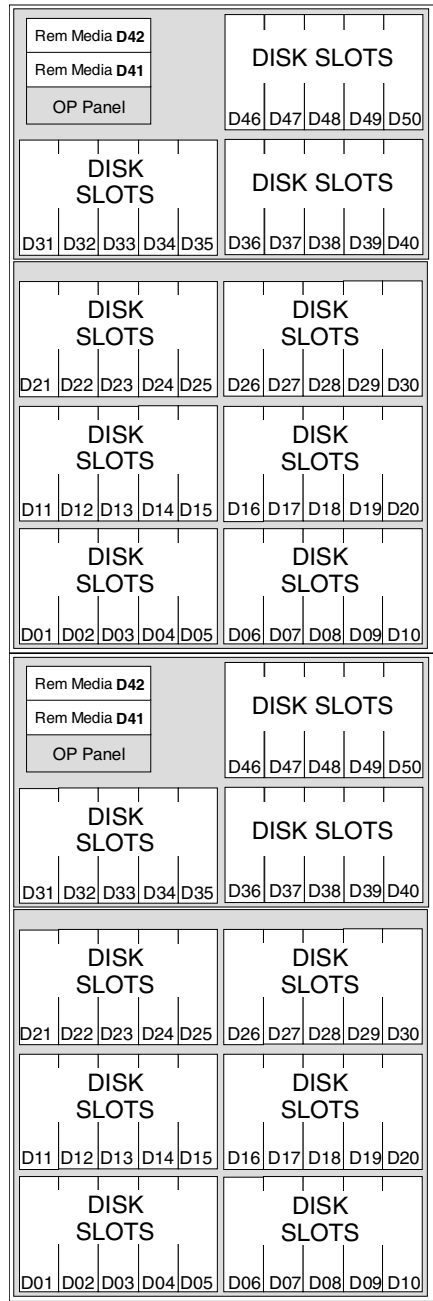 Rem Media D42
Rem Media D41
OP Panel
DISK SLOTS
D46 D47 D48 D49 D50
DISK
SLOTS
D31 D32 D33 D34 D35
DISK SLOTS
D36 D37 D38 D39 D40
DISK
SLOTS
D21 D22 D23 D24 D25
DISK
SLOTS
D26 D27 D28 D29 D30
DISK
SLOTS
D11 D12 D13 D14 D15
DISK
SLOTS
D16 D17 D18 D19 D20
DISK
SLOTS
D01 D02 D03 D04 D05
DISK
SLOTS
D06 D07 D08 D09 D10
Rem Media D42
Rem Media D41
OP Panel
DISK SLOTS
D46 D47 D48 D49 D50
DISK
SLOTS
D31 D32 D33 D34 D35
DISK SLOTS
D36 D37 D38 D39 D40
DISK
SLOTS
D21 D22 D23 D24 D25
DISK
SLOTS
D26 D27 D28 D29 D30
DISK
SLOTS
D11 D12 D13 D14 D15
DISK
SLOTS
D16 D17 D18 D19 D20
DISK
SLOTS
D01 D02 D03 D04 D05
DISK
SLOTS
D06 D07 D08 D09 D10